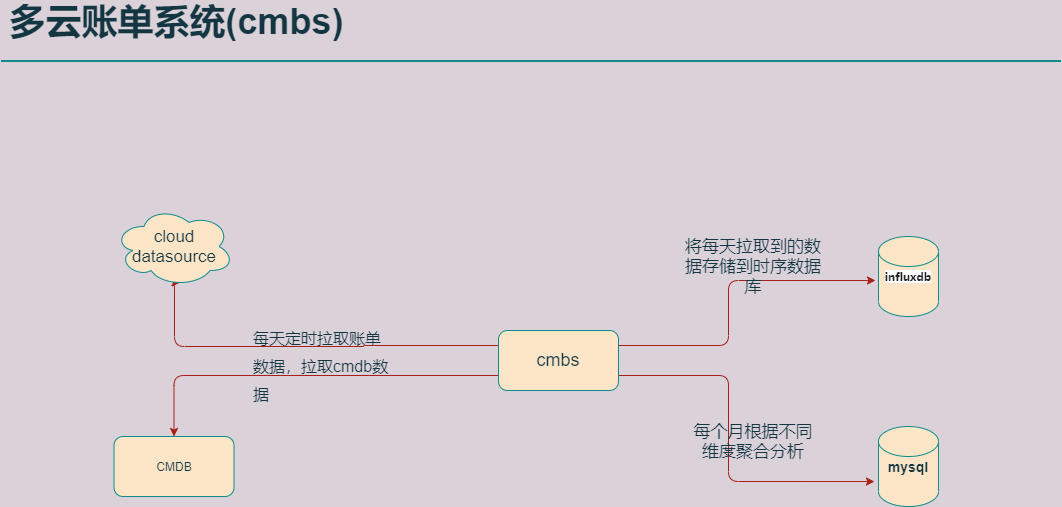 多云账单系统(cmbs)
cloud
datasource
每天定时拉取账单
数据，拉取cmdb数
据
CMDB
cmbs
将每天拉取到的数
据存储到时序数据
库
influxdb
每个月根据不同
维度聚合分析
mysql